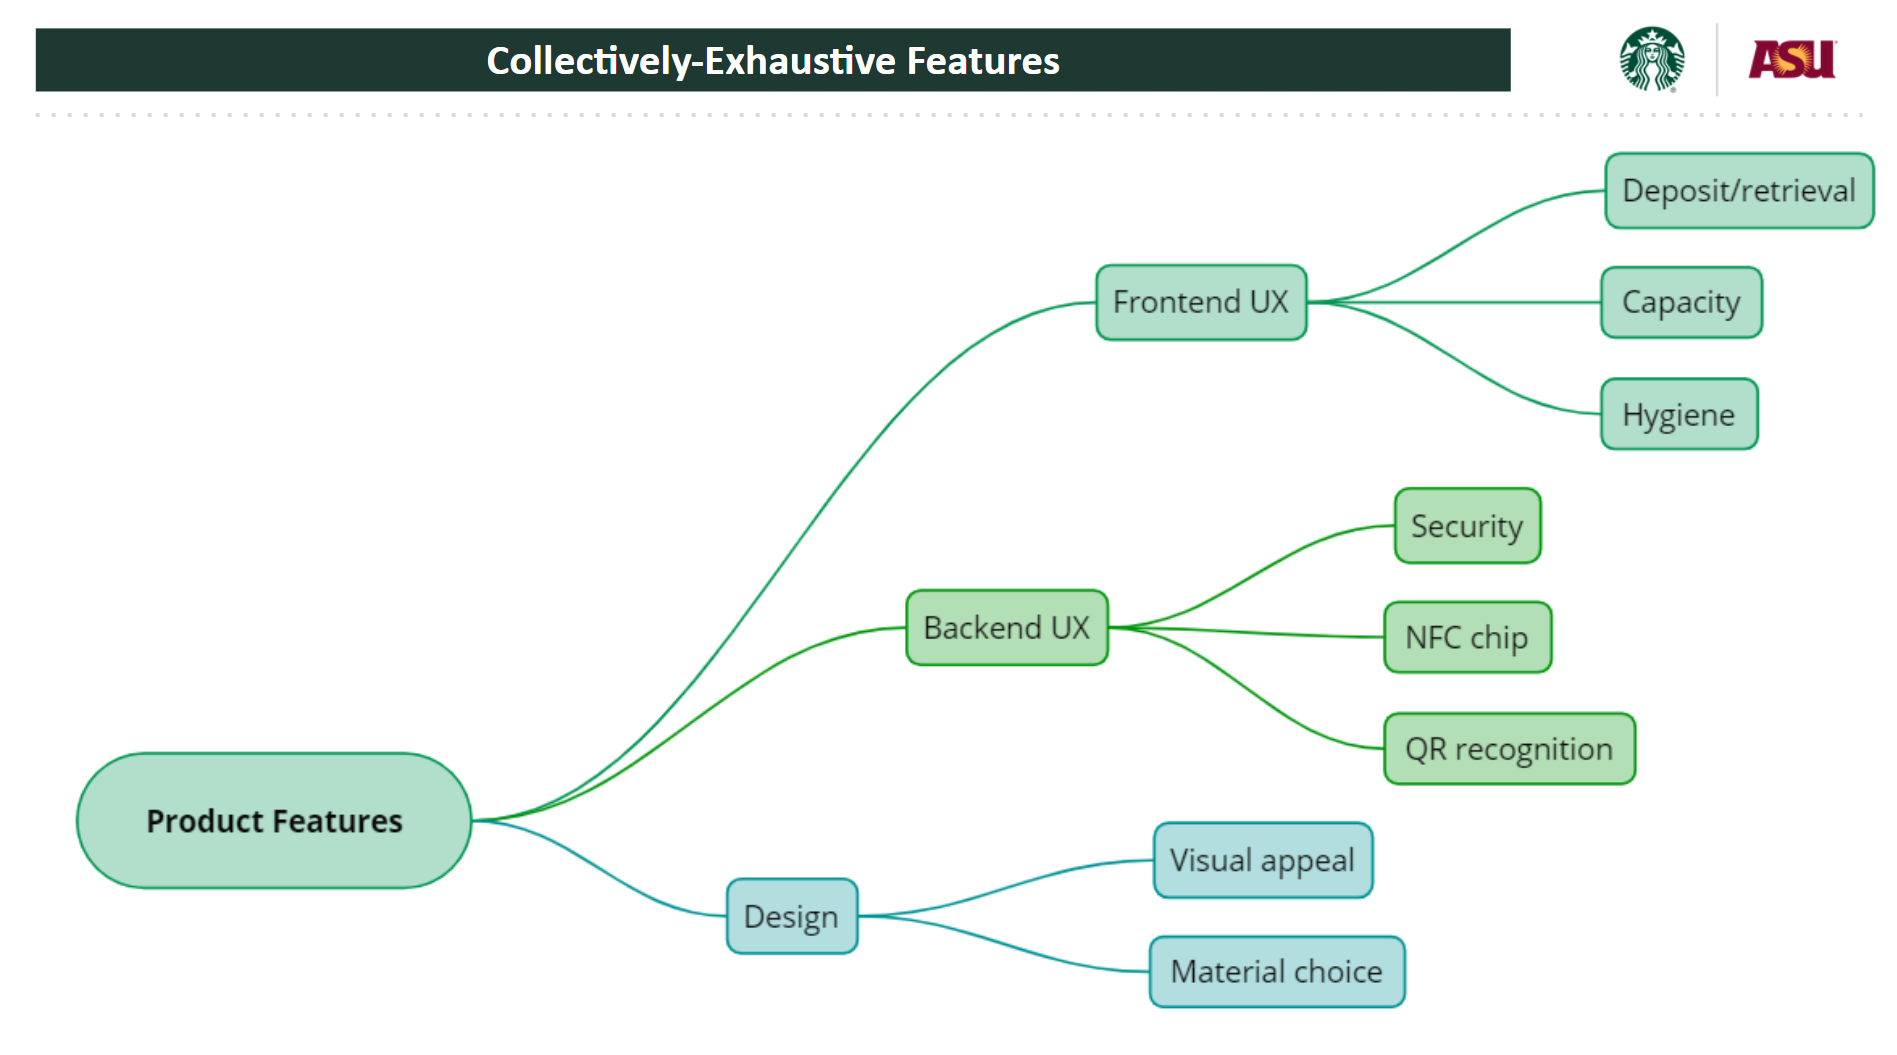 Collectively-Exhaustive Features
ASU
Deposit/retrieval
Frontend UX
Capacity
Hygiene
Security
Backend UX
NFC chip
QR recognition
Product Features
Visual appeal
Design
Material choice